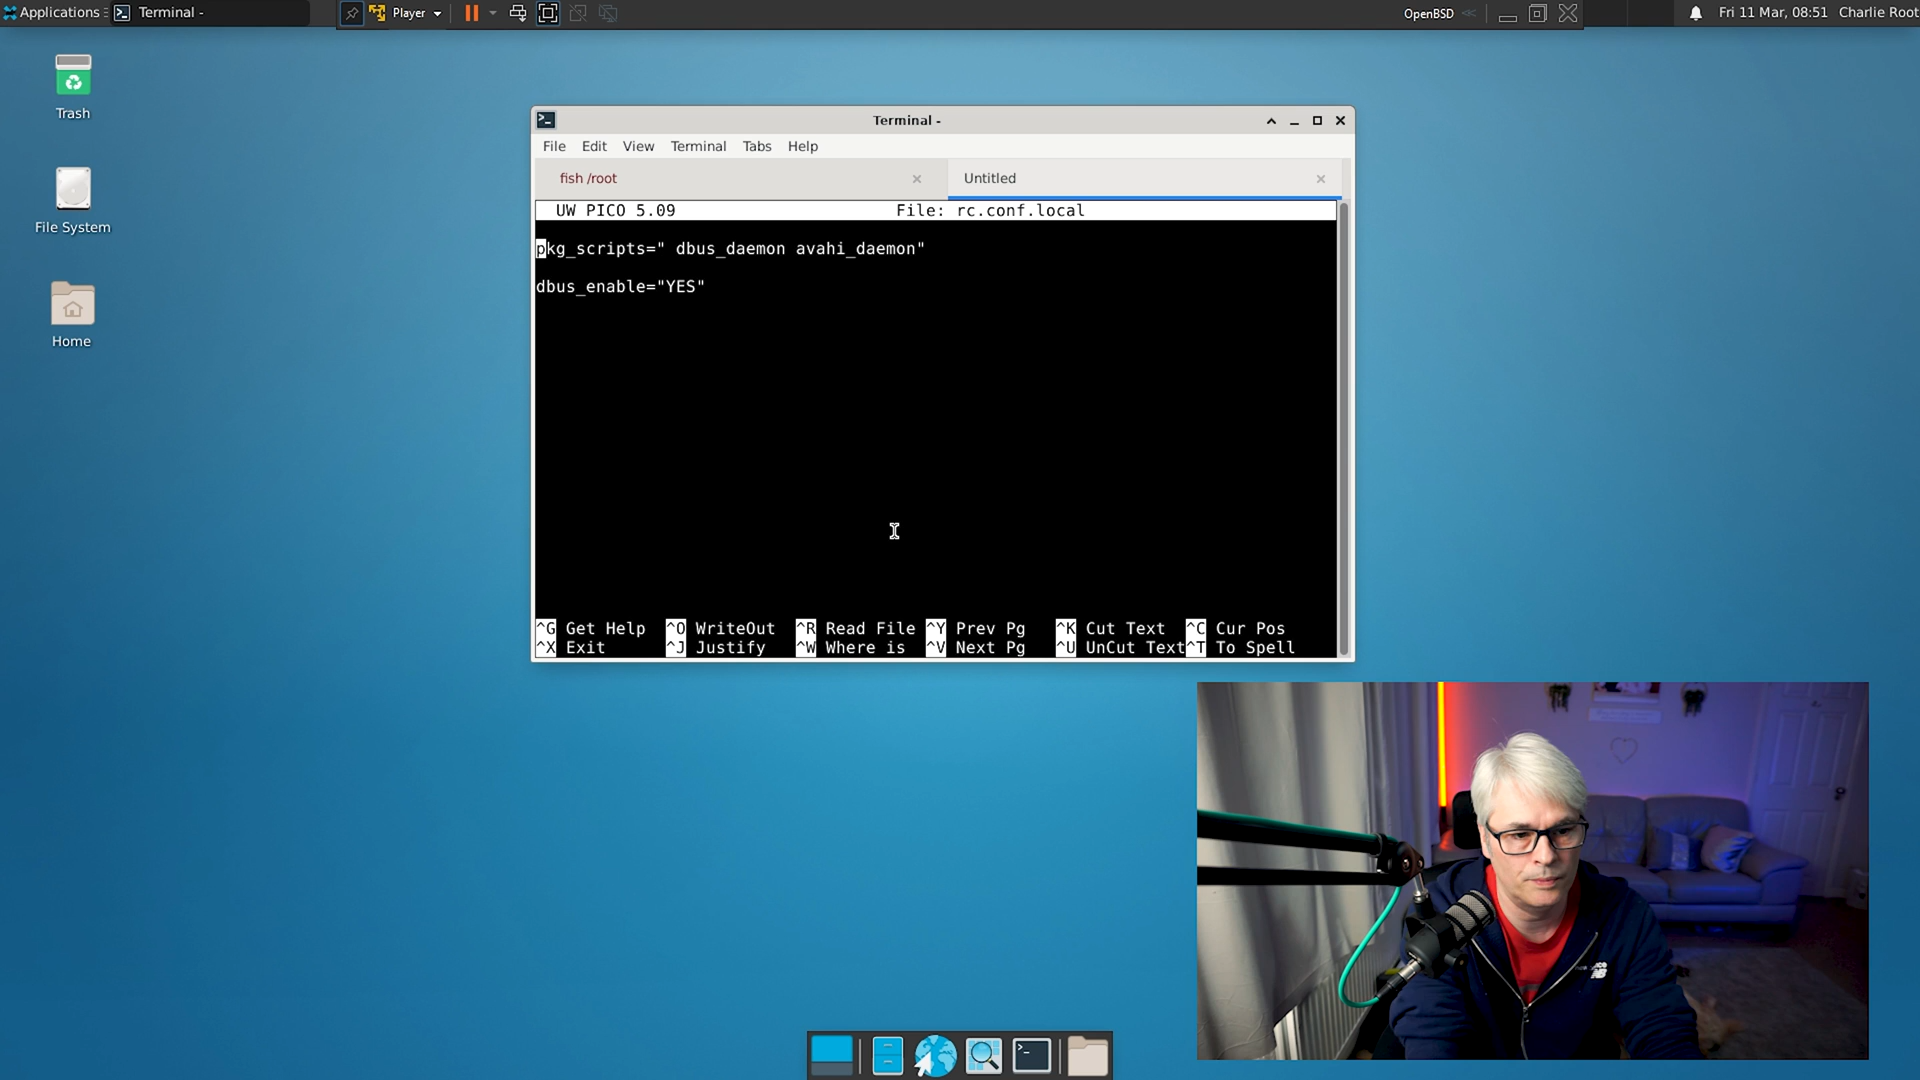 Applications Terminal - Player OpenBSD Fri 11 Mar, 08:51 Charlie Root
Trash
File System
Home
Terminal -
File Edit View Terminal Tabs Help
fish /root Untitled
UW PICO 5.09 File: rc.conf.local
pkg_scripts=" dbus_daemon avahi_daemon"
dbus_enable="YES"
^G Get Help ^O WriteOut ^R Read File ^Y Prev Pg ^K Cut Text ^C Cur Pos
^X Exit ^J Justify ^W Where is ^V Next Pg ^U UnCut Text ^T To Spell